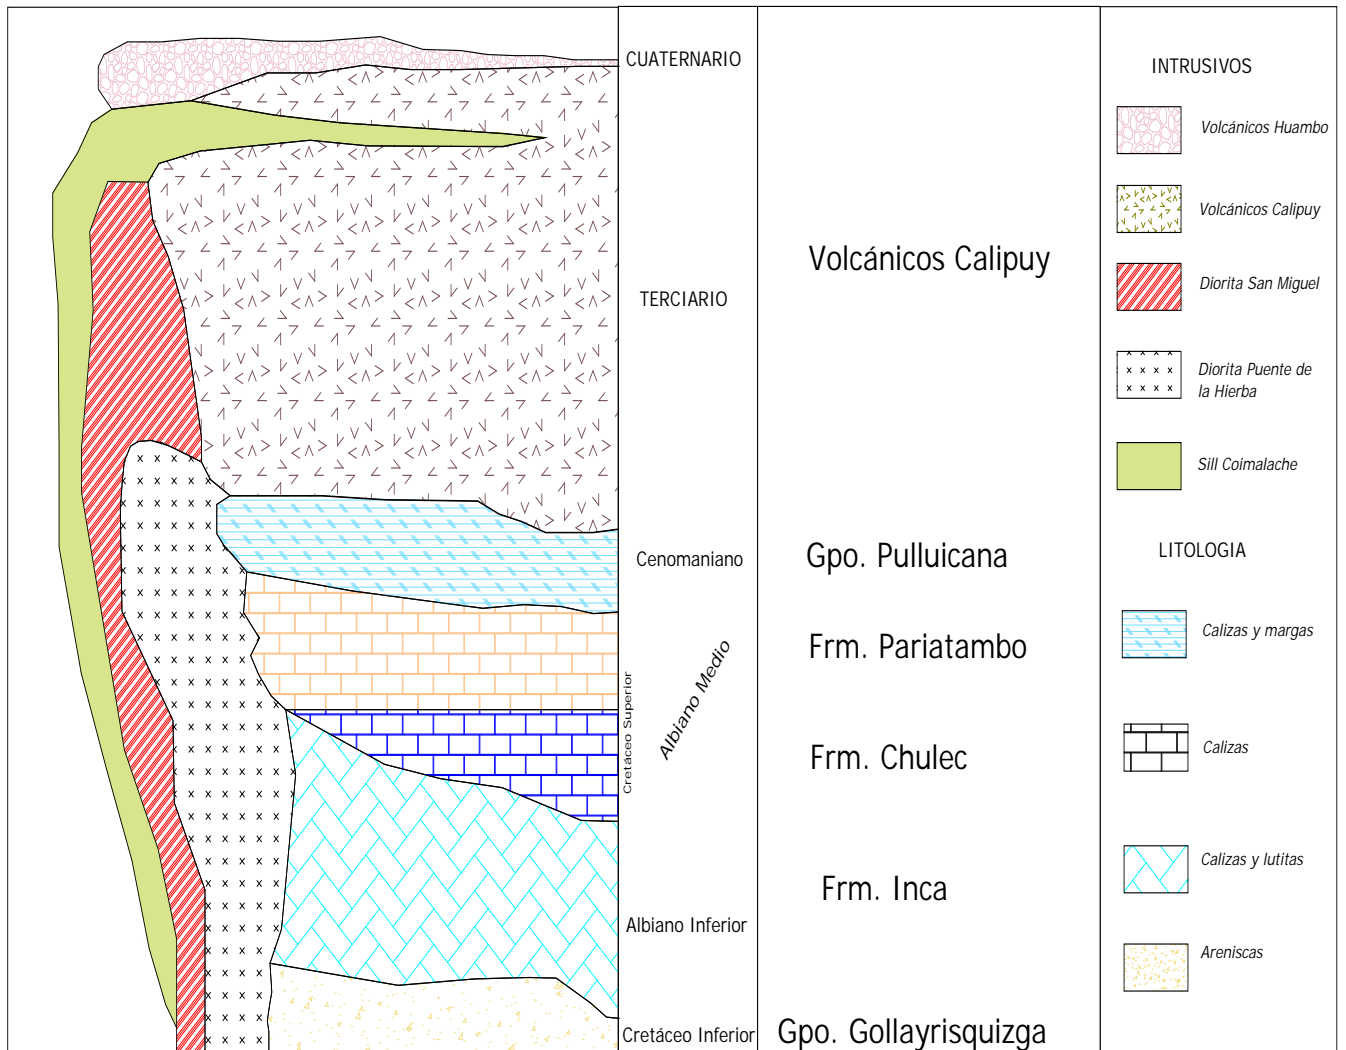 CUATERNARIO
TERCIARIO
Cenomaniano
Cretáceo Superior
Albiano Medio
Albiano Inferior
Cretáceo Inferior
Volcánicos Calipuy
Gpo. Pulluicana
Frm. Pariatambo
Frm. Chulec
Frm. Inca
Gpo. Gollayrisquizga
INTRUSIVOS
Volcánicos Huambo
Volcánicos Calipuy
Diorita San Miguel
Diorita Puente de
la Hierba
Sill Coimalache
LITOLOGIA
Calizas y margas
Calizas
Calizas y lutitas
Areniscas